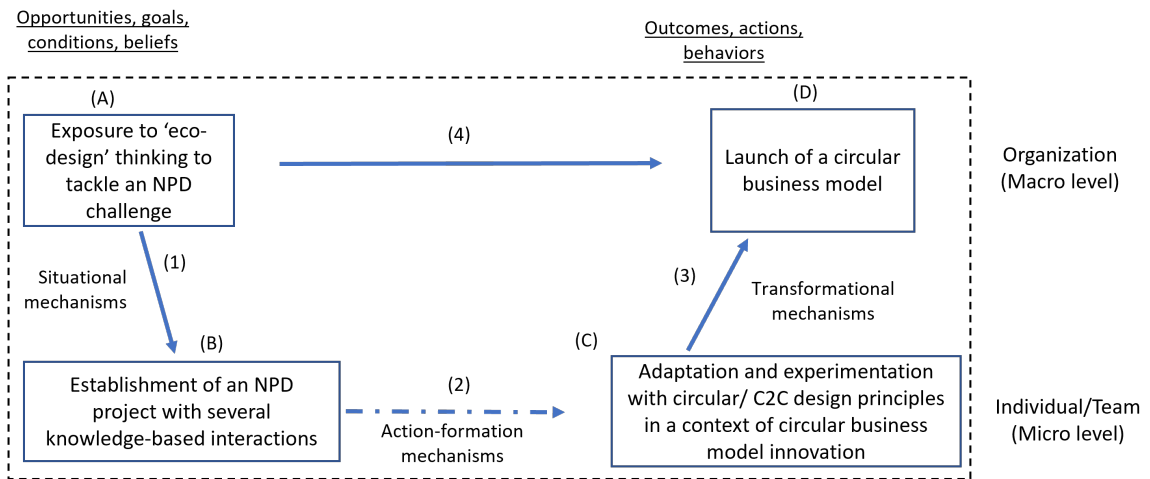 Opportunities, goals,
conditions, beliefs
Outcomes, actions,
behaviors
(A)
Exposure to ‘eco-
design’ thinking to
tackle an NPD
challenge
(4)
(D)
Launch of a circular
business model
Organization
(Macro level)
Situational
mechanisms
(1)
(3)
Transformational
mechanisms
(B)
Establishment of an NPD
project with several
knowledge-based interactions
(2)
Action-formation
mechanisms
(C)
Adaptation and experimentation
with circular/ C2C design principles
in a context of circular business
model innovation
Individual/Team
(Micro level)